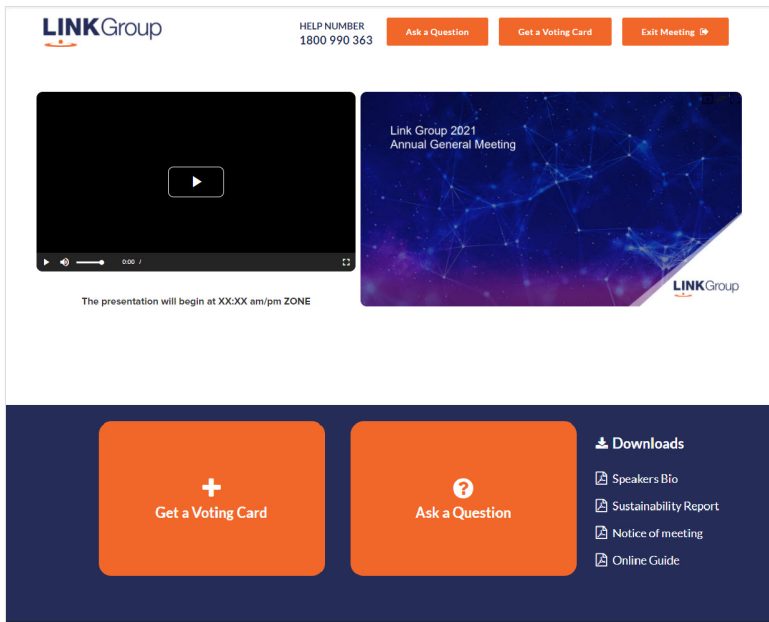 LINKGroup
HELP NUMBER
1800 990 363
Ask a Question
Get a Voting Card
Exit Meeting
Link Group 2021
Annual General Meeting
LINKGroup
0:00 /
The presentation will begin at XX:XX am/pm ZONE
Get a Voting Card
Ask a Question
Downloads
Speakers Bio
Sustainability Report
Notice of meeting
Online Guide